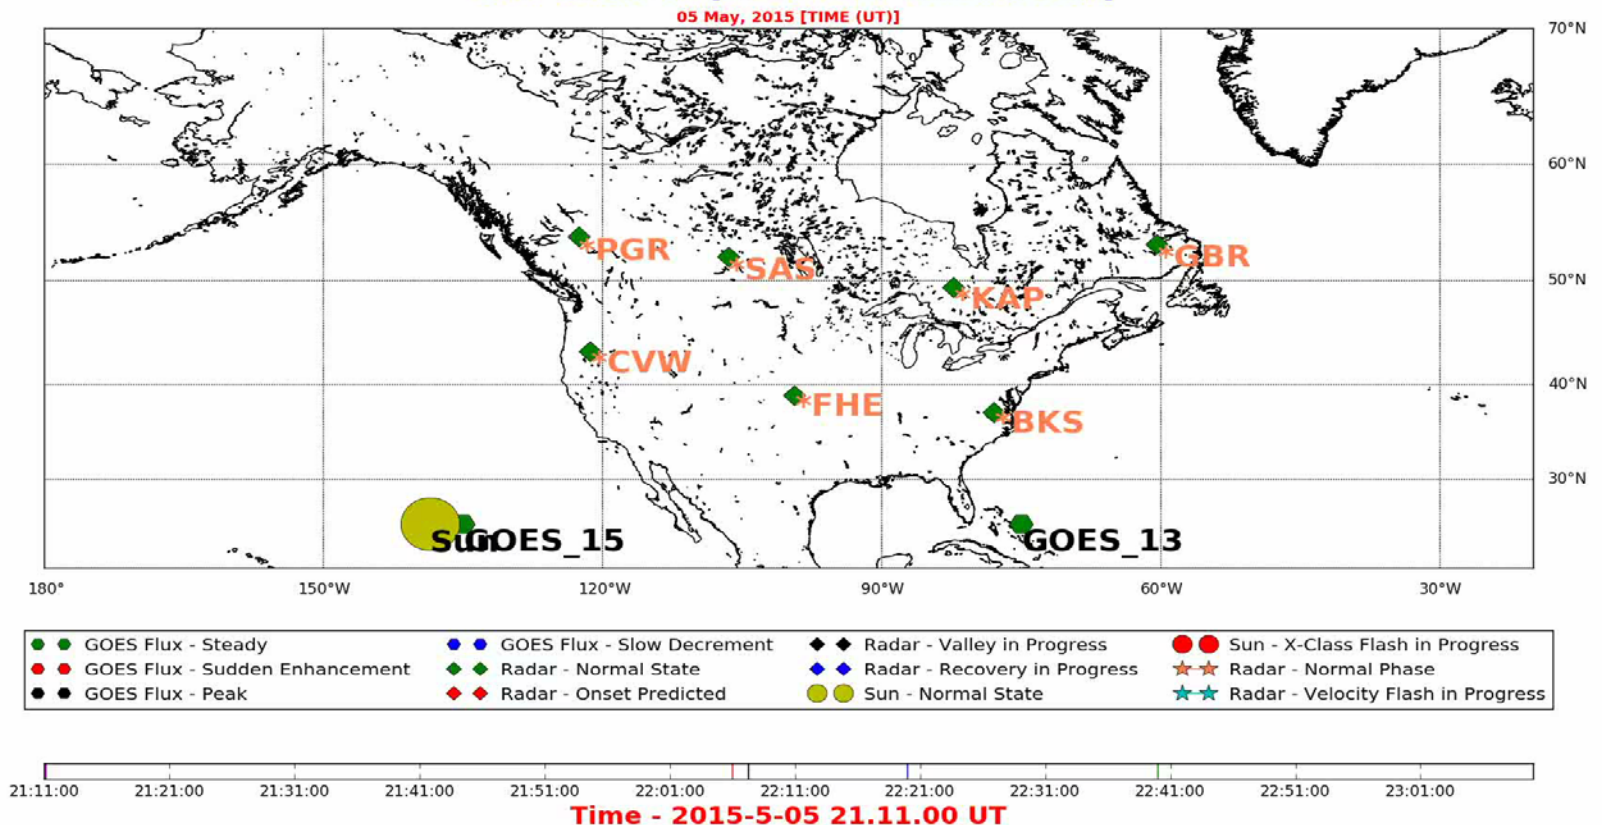 05 May, 2015 [TIME (UT)]
70°N
60°N
PGR
SAS
GBR
50°N
KAP
CVW
40°N
FHE
BKS
30°N
Sun
GOES_15
GOES_13
180°
150°W
120°W
90°W
60°W
30°W
GOES Flux - Steady
GOES Flux - Sudden Enhancement
GOES Flux - Peak
GOES Flux - Slow Decrement
Radar - Normal State
Radar - Onset Predicted
Radar - Valley in Progress
Radar - Recovery in Progress
Sun - Normal State
Sun - X-Class Flash in Progress
Radar - Normal Phase
Radar - Velocity Flash in Progress
21:11:00 21:21:00 21:31:00 21:41:00 21:51:00 22:01:00 22:11:00 22:21:00 22:31:00 22:41:00 22:51:00 23:01:00
Time - 2015-5-05 21.11.00 UT